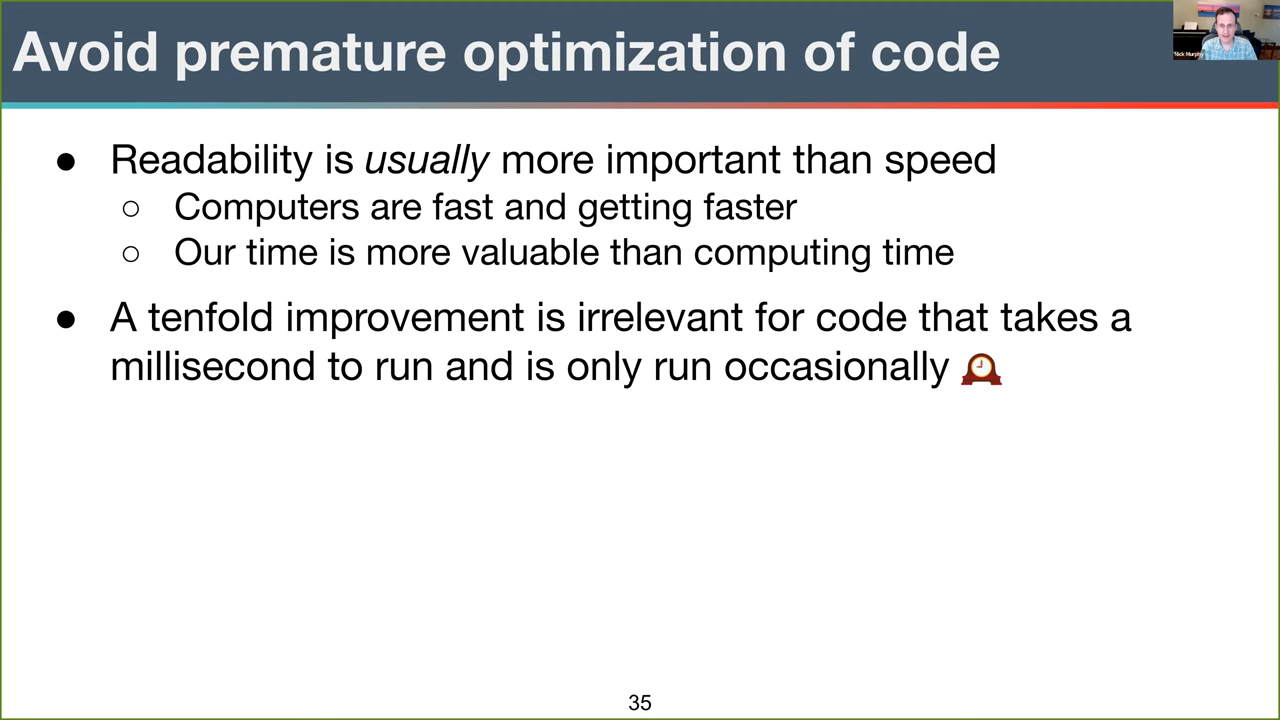 Avoid premature optimization of code
Nick Murphy
● Readability is usually more important than speed
○ Computers are fast and getting faster
○ Our time is more valuable than computing time
● A tenfold improvement is irrelevant for code that takes a
millisecond to run and is only run occasionally 🕰️
35